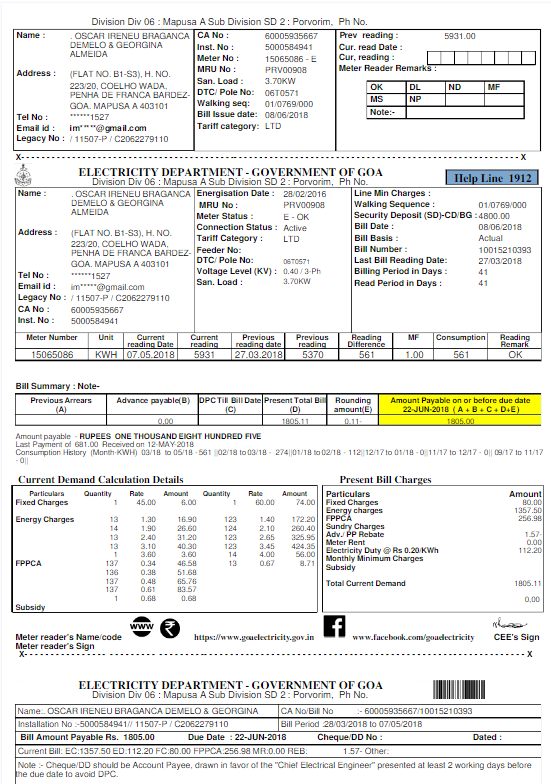 Division Div 06 : Mapusa A Sub Division SD 2 : Porvorim, Ph No.
Name : . OSCAR IRENEU BRAGANCA DEMELO & GEORGINA ALMEIDA
Address : (FLAT NO. B1-S3), H. NO. 223/20, COELHO WADA, PENHA DE FRANCA BARDEZ- GOA. MAPUSA A 403101
Tel No : ******1527
Email id : im*****@gmail.com
Legacy No : / 11507-P / C2062279110
CA No : 60005935667
Inst. No : 5000584941
Meter No : 15065086 - E
MRU No : PRV00908
San. Load : 3.70KW
DTC/ Pole No: 06T0571
Walking seq: 01/0769/000
Bill Issue date: 08/06/2018
Tariff category: LTD
Prev reading : 5931.00
Cur. read Date :
Cur. reading :
Meter Reader Remarks :
OK DL ND MF
MS NP
Note:-
X X
ELECTRICITY DEPARTMENT - GOVERNMENT OF GOA
Help Line 1912
Division Div 06 : Mapusa A Sub Division SD 2 : Porvorim, Ph No.
Name : . OSCAR IRENEU BRAGANCA DEMELO & GEORGINA ALMEIDA
Address : (FLAT NO. B1-S3), H. NO. 223/20, COELHO WADA, PENHA DE FRANCA BARDEZ- GOA. MAPUSA A 403101
Tel No : ******1527
Email id : im*****@gmail.com
Legacy No : / 11507-P / C2062279110
CA No : 60005935667
Inst. No : 5000584941
Energisation Date : 28/02/2016
MRU No : PRV00908
Meter Status : E - OK
Connection Status : Active
Tariff Category : LTD
Feeder No:
DTC/ Pole No: 06T0571
Voltage Level (KV) : 0.40 / 3-Ph
San. Load : 3.70KW
Line Min Charges :
Walking Sequence : 01/0769/000
Security Deposit (SD)-CD/BG :4800.00
Bill Date : 08/06/2018
Bill Basis : Actual
Bill Number : 10015210393
Last Bill Reading Date: 27/03/2018
Billing Period in Days : 41
Read Period in Days : 41
Meter Number Unit Current reading Date Current reading Previous reading date Previous reading Reading Difference MF Consumption Reading Remark
15065086 KWH 07.05.2018 5931 27.03.2018 5370 561 1.00 561 OK
Bill Summary : Note-
Previous Arrears (A) Advance payable(B) DPC Till Bill Date (C) Present Total Bill (D) Rounding amount(E) Amount Payable on or before due date 22-JUN-2018 ( A + B + C + D+E )
0.00 1805.11 0.11- 1805.00
Amount payable - RUPEES ONE THOUSAND EIGHT HUNDRED FIVE
Last Payment of 681.00 Received on 12-MAY-2018
Consumption History (Month-KWH) 03/18 to 05/18 - 561 ||02/18 to 03/18 - 274||01/18 to 02/18 - 112||12/17 to 01/18 - 0||11/17 to 12/17 - 0|| 09/17 to 11/17
- 0||
Current Demand Calculation Details
Particulars Quantity Rate Amount Quantity Rate Amount
Fixed Charges 1 45.00 6.00 1 60.00 74.00
Energy Charges 13 1.30 16.90 123 1.40 172.20
14 1.90 26.60 124 2.10 260.40
13 2.40 31.20 123 2.65 325.95
13 3.10 40.30 123 3.45 424.35
1 3.60 3.60 14 4.00 56.00
FPPCA 137 0.34 46.58 13 0.67 8.71
136 0.38 51.68
137 0.48 65.76
137 0.61 83.57
1 0.68 0.68
Subsidy
Present Bill Charges
Particulars Amount
Fixed Charges 80.00
Energy charges 1357.50
FPPCA 256.98
Sundry Charges
Adv./ PP Rebate 1.57-
Meter Rent 0.00
Electricity Duty @ Rs 0.20/KWh 112.20
Monthly Minimum Charges
Subsidy
Total Current Demand 1805.11
0.00
Meter reader's Name/code
Meter reader's Sign
www
https://www.goaelectricity.gov.in
f
www.facebook.com/goaelectricity
CEE's Sign
X X
ELECTRICITY DEPARTMENT - GOVERNMENT OF GOA
Division Div 06 : Mapusa A Sub Division SD 2 : Porvorim, Ph No.
Name:. OSCAR IRENEU BRAGANCA DEMELO & GEORGINA CA No/Bill No :- 60005935667/10015210393
Installation No :-5000584941// 11507-P / C2062279110 Bill Period :28/03/2018 to 07/05/2018
Bill Amount Payable Rs. 1805.00 Due Date : 22-JUN-2018 Cheque/DD No : Dated :
Current Bill: EC:1357.50 ED:112.20 FC:80.00 FPPCA:256.98 MR:0.00 REB: 1.57- Other:
Note :- Cheque/DD should be Account Payee, drawn in favor of the "Chief Electrical Engineer" presented at least 2 working days before
the due date to avoid DPC.